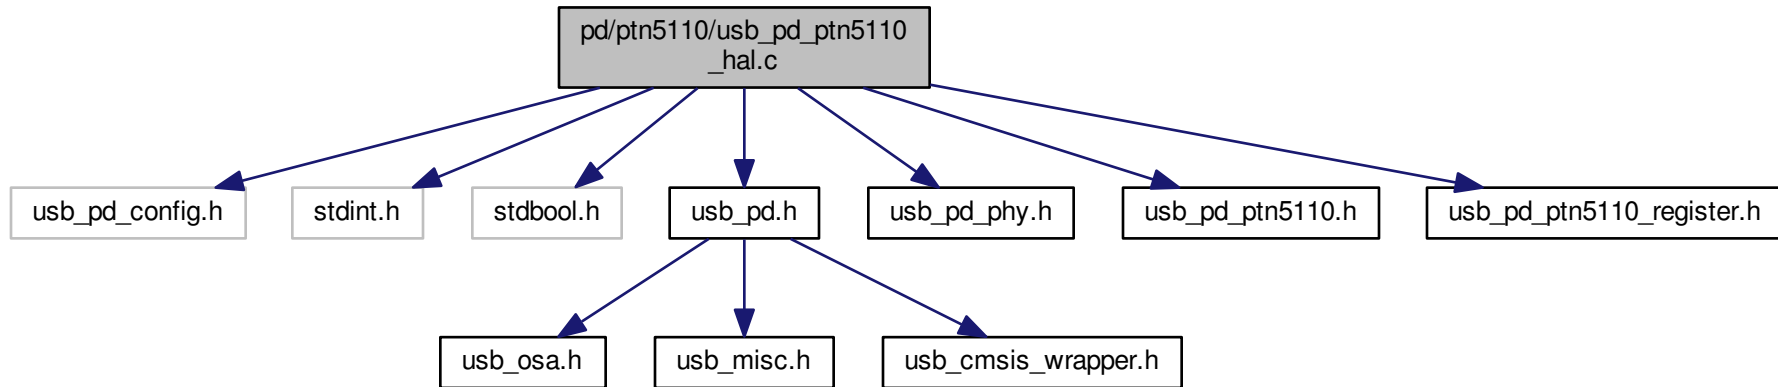 pd/ptn5110/usb_pd_ptn5110
_hal.c
usb_pd_config.h
stdint.h
stdbool.h
usb_pd.h
usb_pd_phy.h
usb_pd_ptn5110.h
usb_pd_ptn5110_register.h
usb_osa.h
usb_misc.h
usb_cmsis_wrapper.h